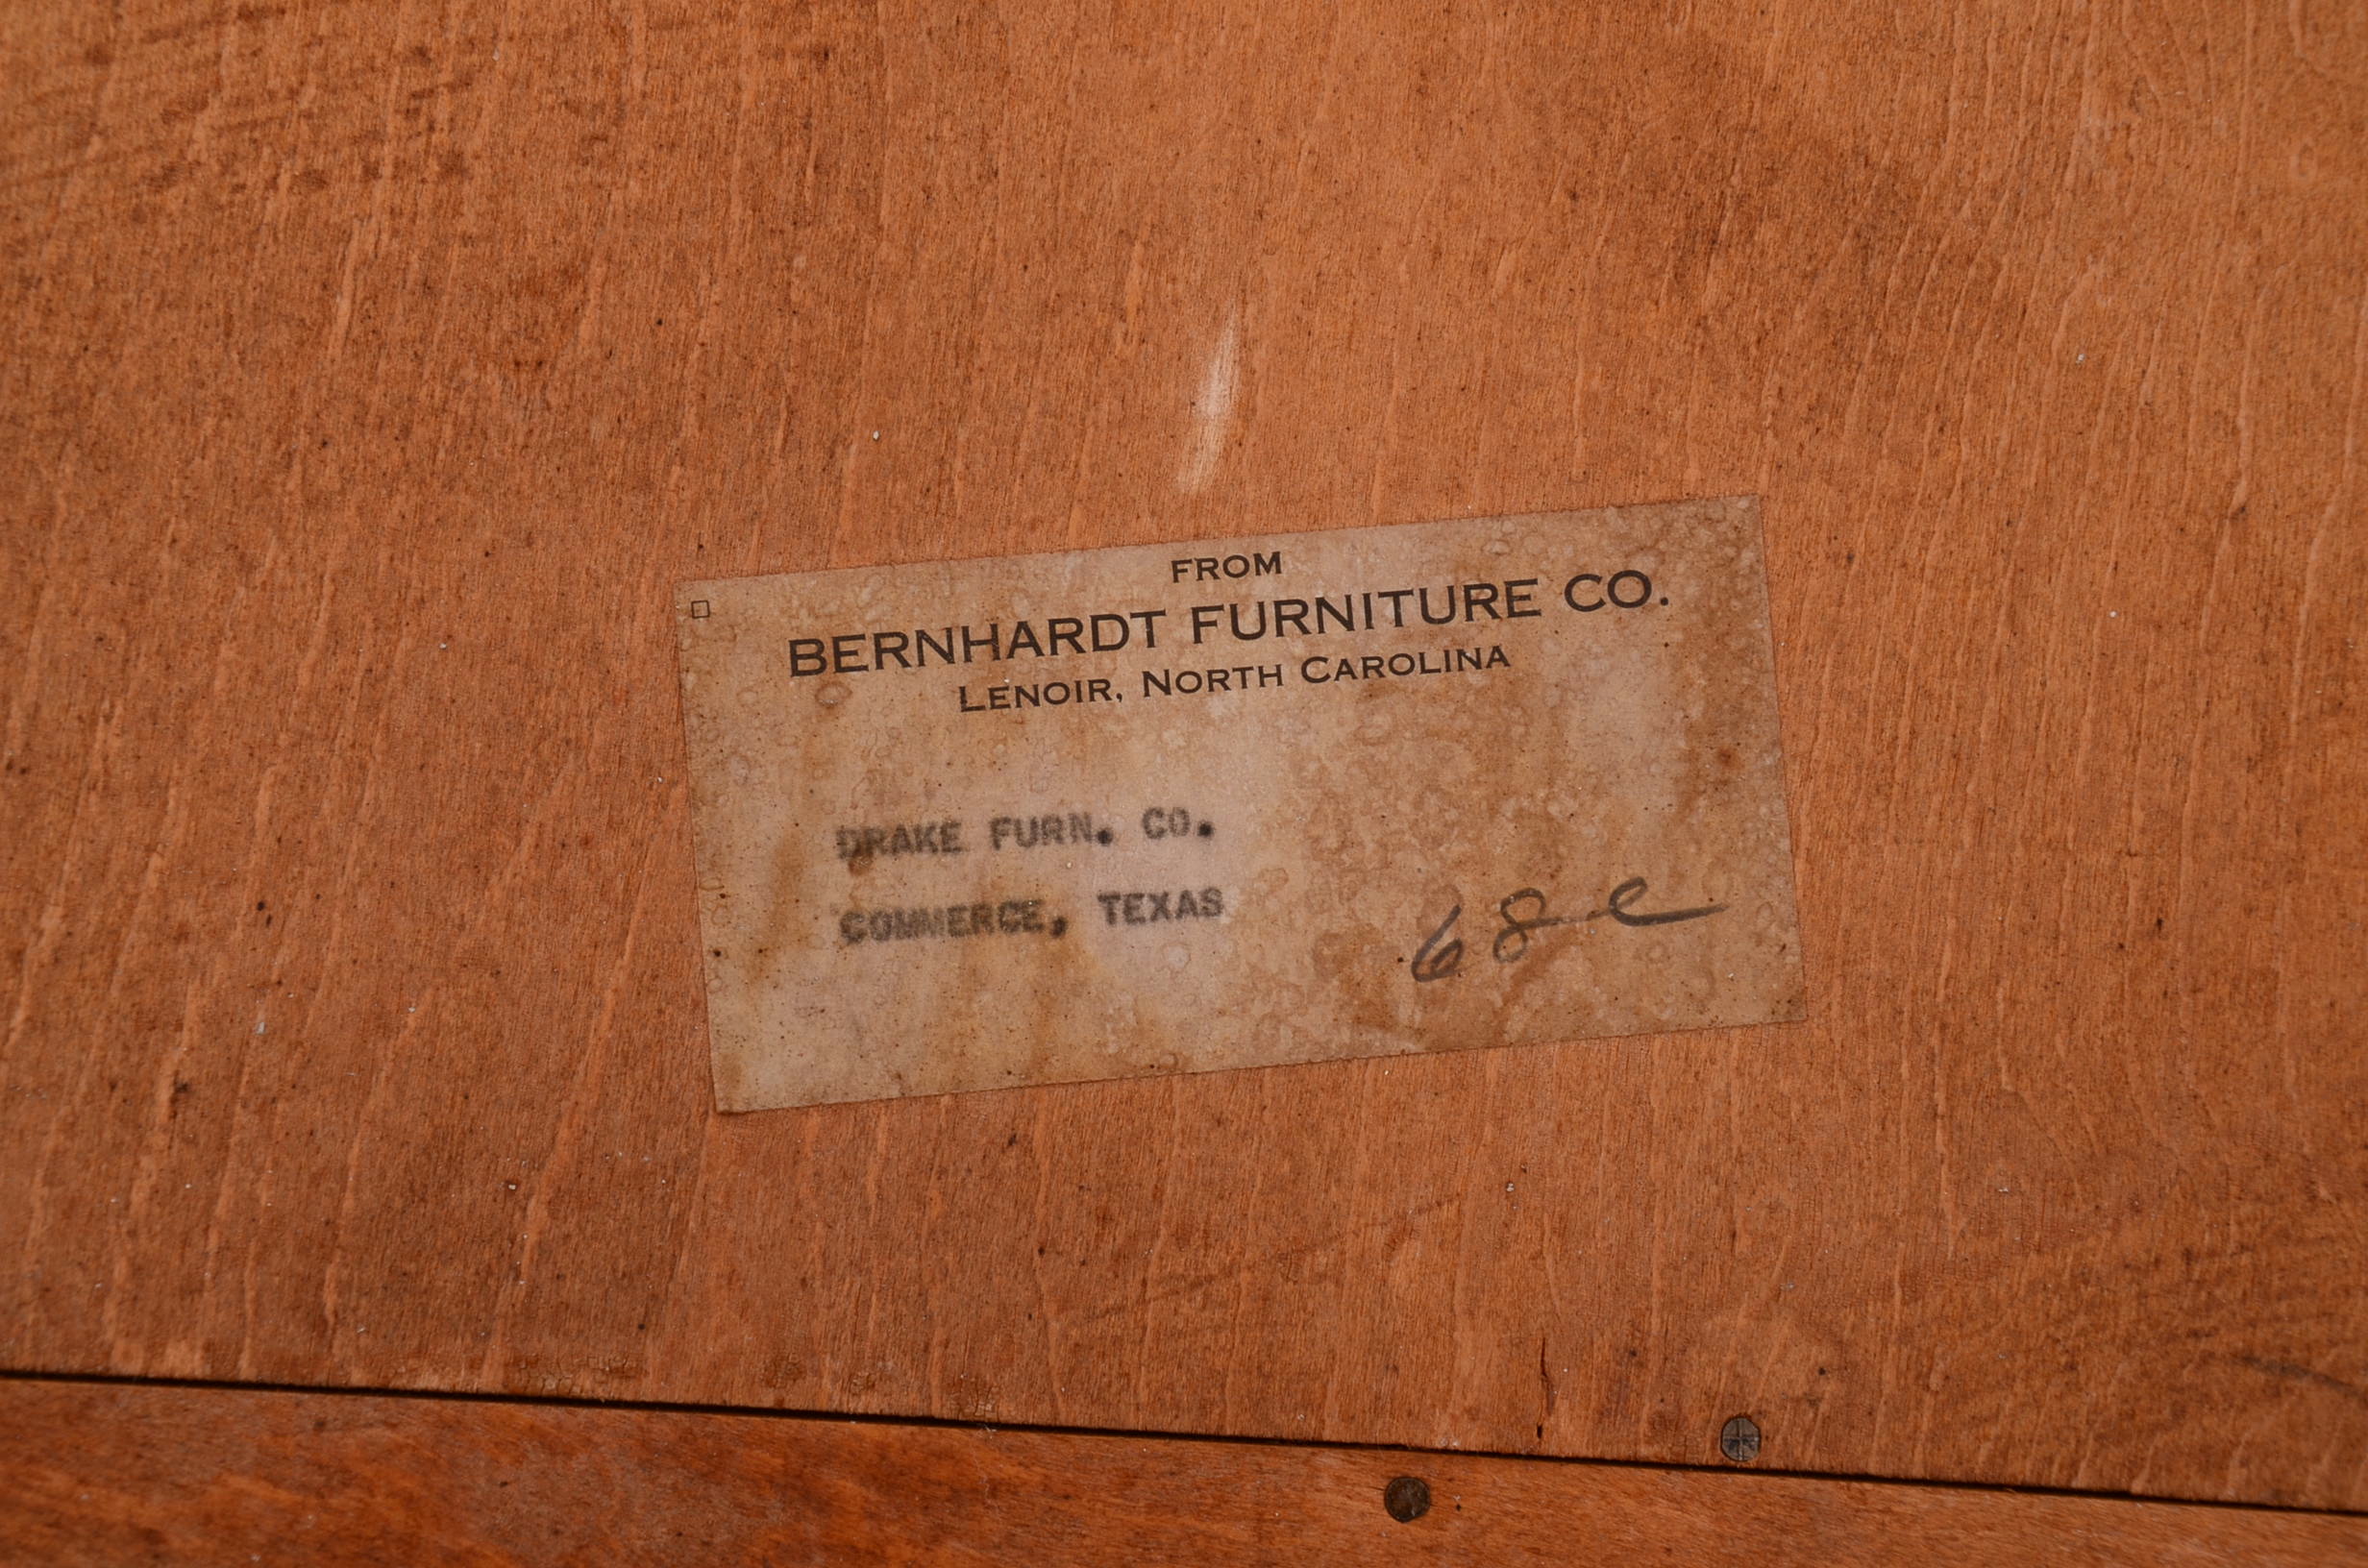 FROM
BERNHARDT FURNITURE CO.
LENOIR, NORTH CAROLINA
DRAKE FURN. CO.
COMMERCE, TEXAS
68e